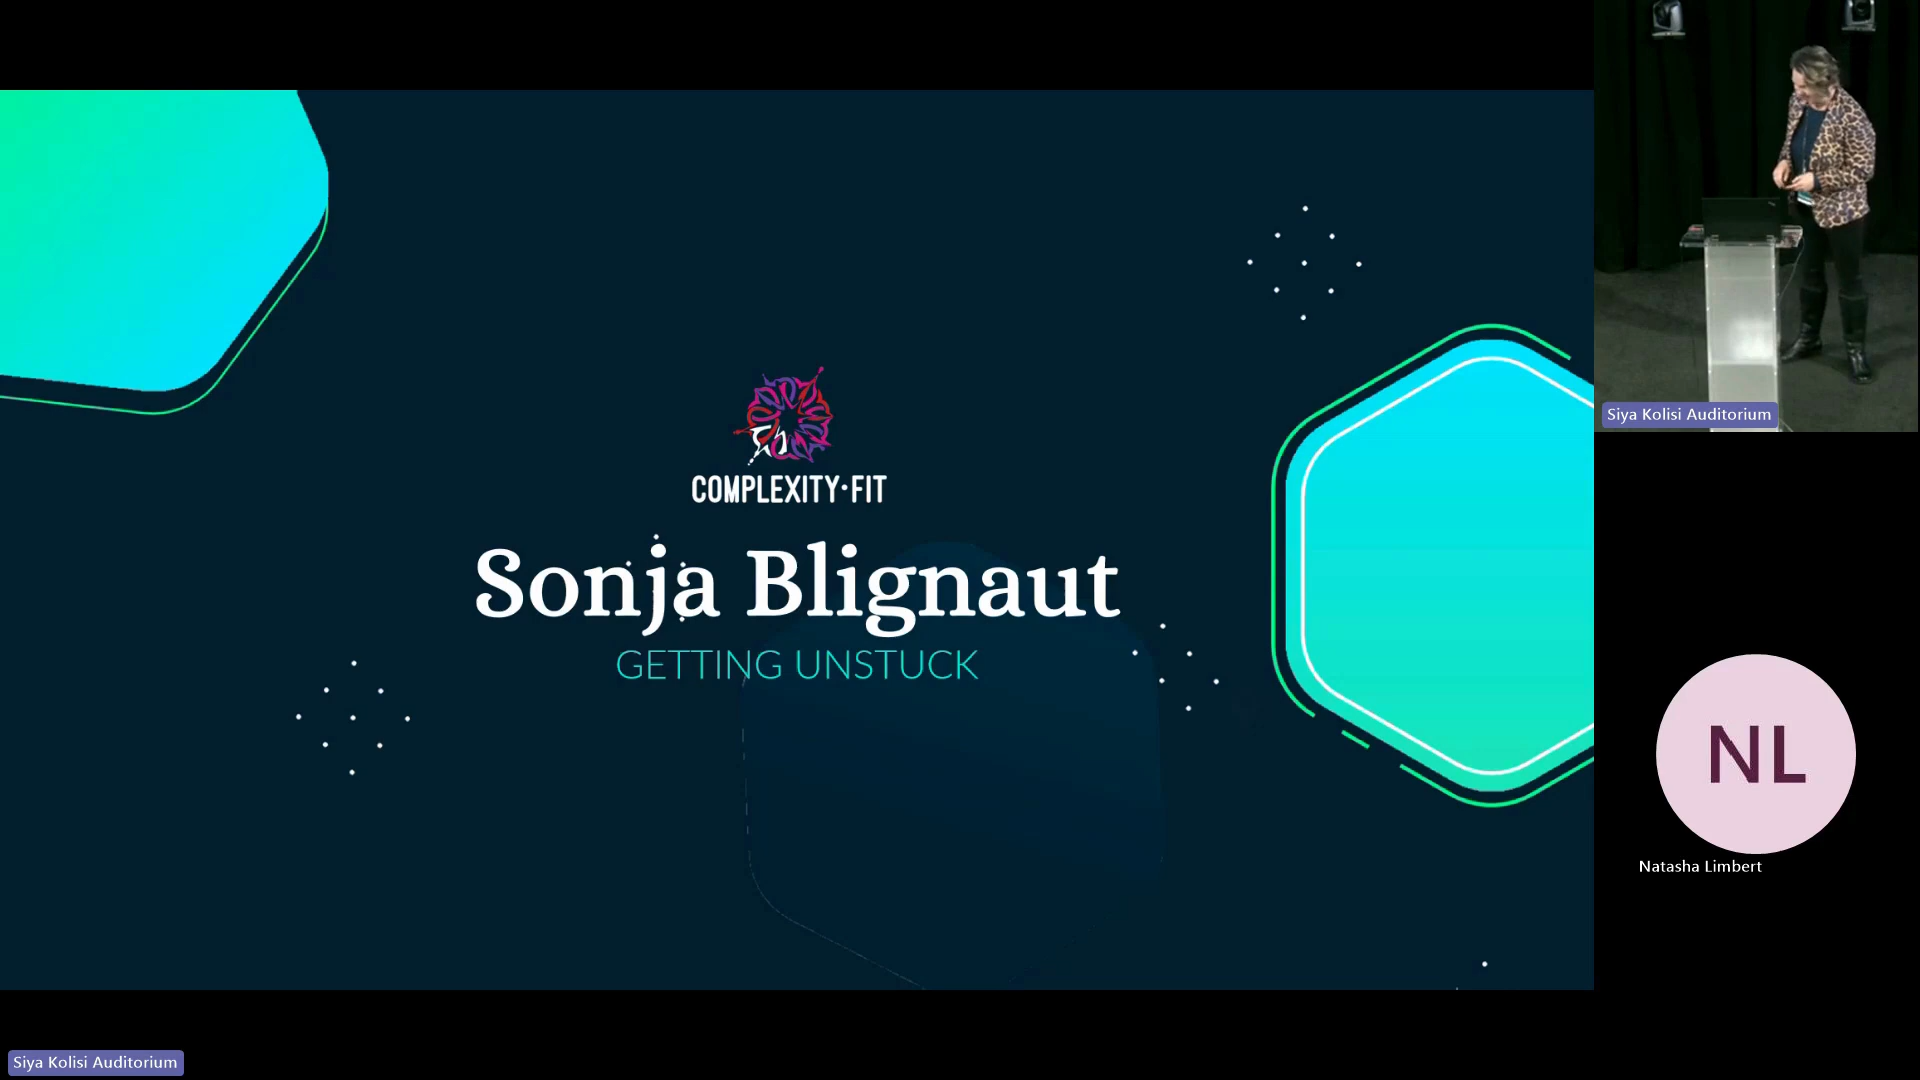 COMPLEXITY·FIT
Sonja Blignaut
GETTING UNSTUCK
Siya Kolisi Auditorium
NL
Natasha Limbert
Siya Kolisi Auditorium